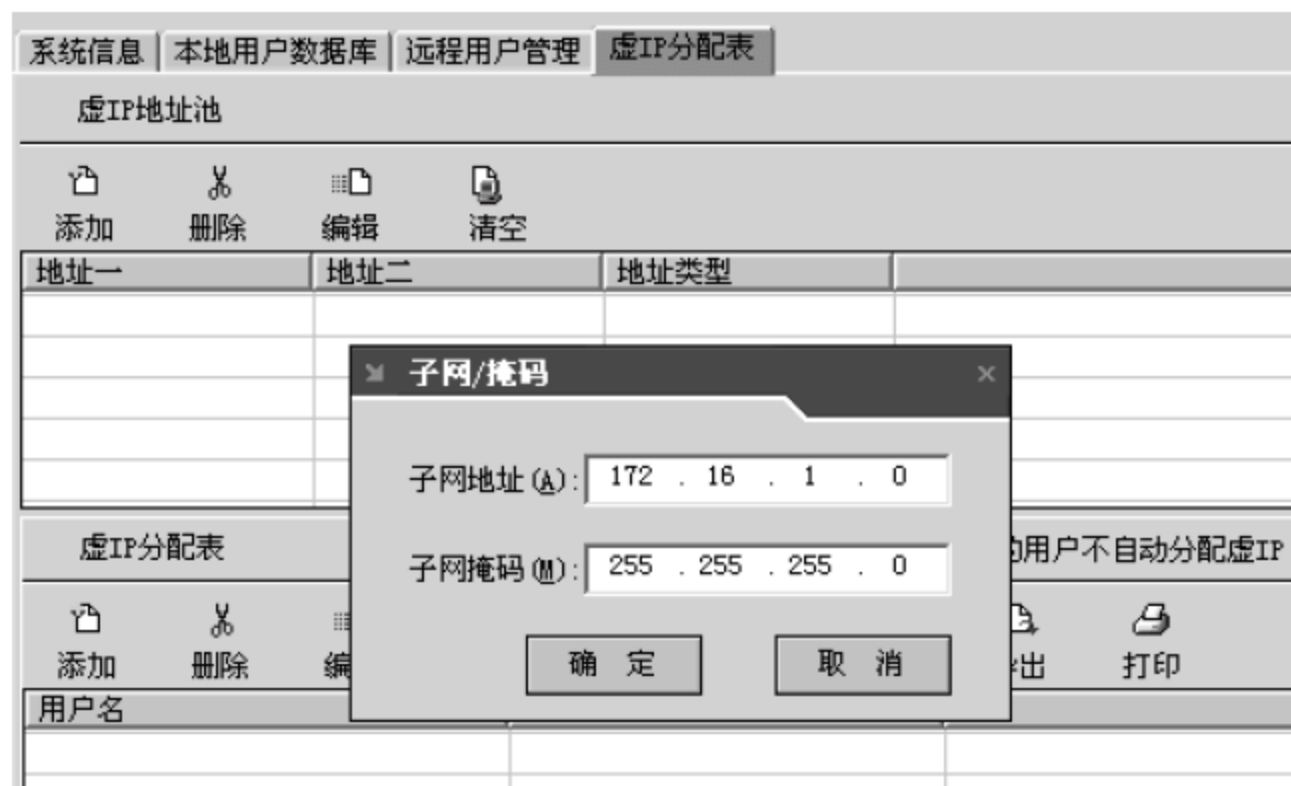 系统信息 本地用户数据库 远程用户管理 虚IP分配表
虚IP地址池
添加 删除 编辑 清空
地址一 地址二 地址类型
子网/掩码
子网地址(A): 172 . 16 . 1 . 0
虚IP分配表 用户不自动分配虚IP
子网掩码(M): 255 . 255 . 255 . 0
添加 删除 编 出 打印
确 定 取 消
用户名